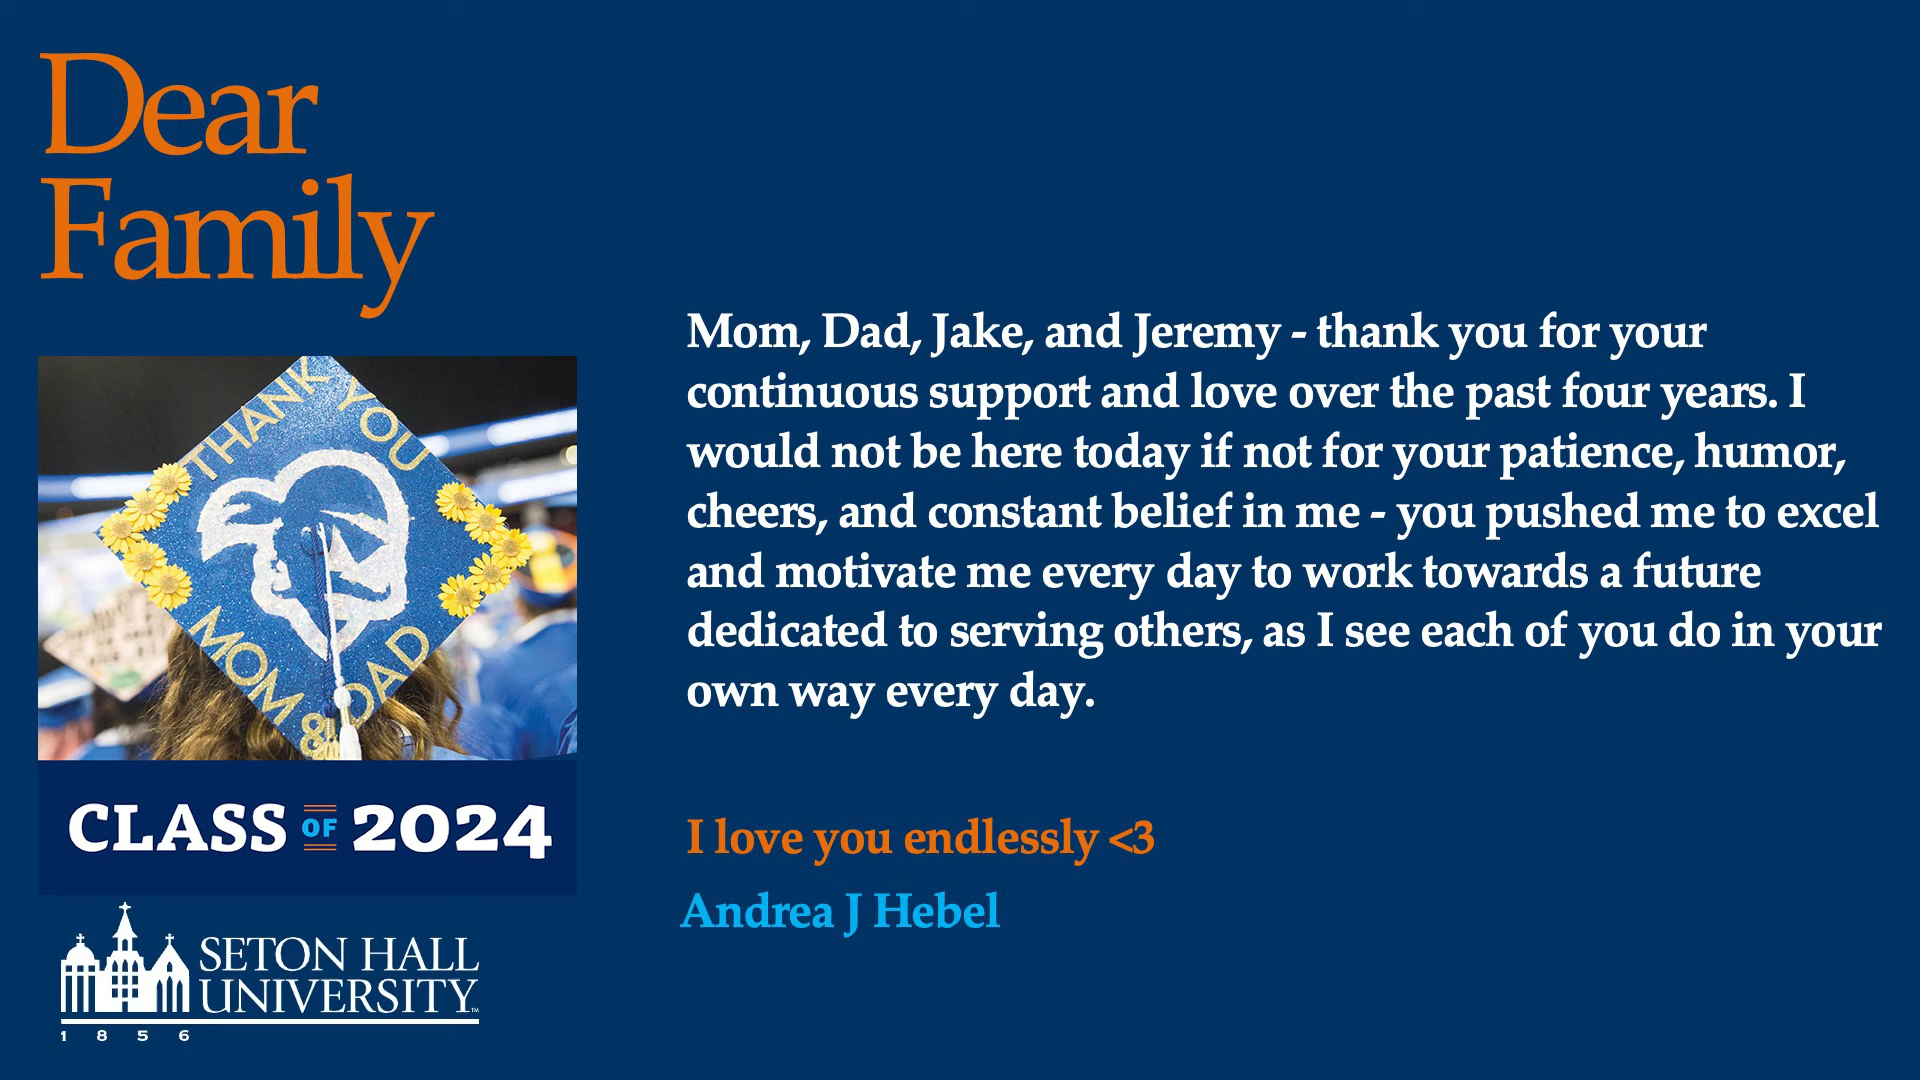 Dear
Family
THANK YOU
MOM & DAD
CLASS OF 2024
SETON HALL
UNIVERSITY™
1 8 5 6
Mom, Dad, Jake, and Jeremy - thank you for your
continuous support and love over the past four years. I
would not be here today if not for your patience, humor,
cheers, and constant belief in me - you pushed me to excel
and motivate me every day to work towards a future
dedicated to serving others, as I see each of you do in your
own way every day.
I love you endlessly <3
Andrea J Hebel